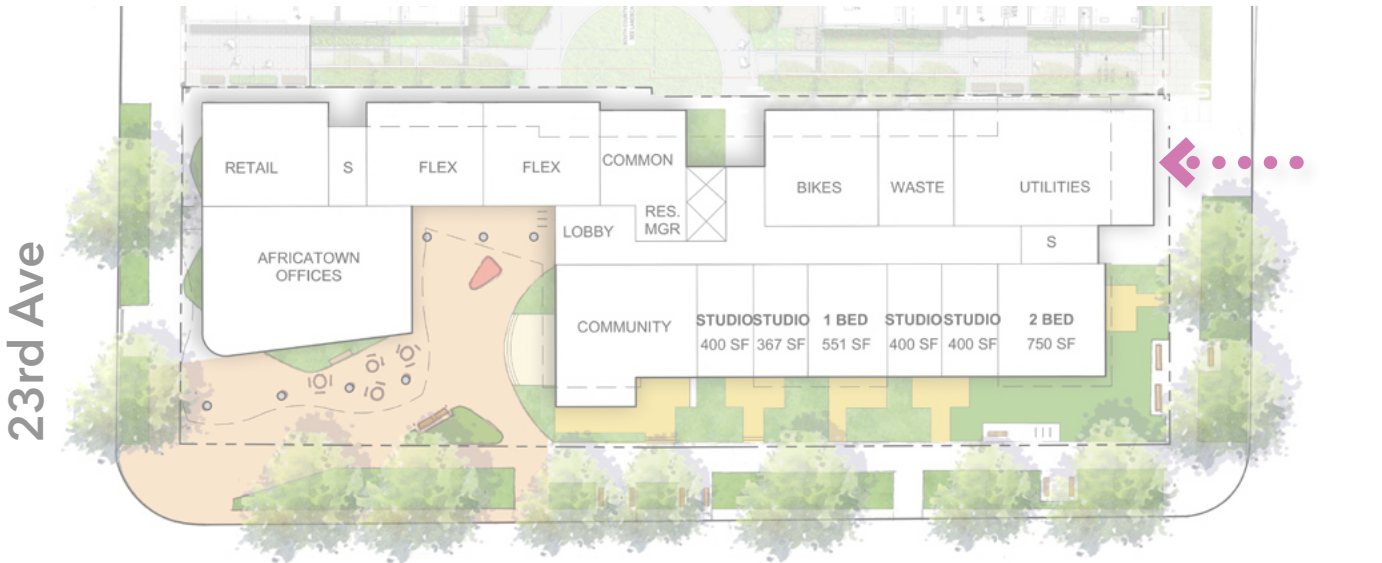 RETAIL
S
FLEX
FLEX
COMMON
BIKES
WASTE
UTILITIES
RES.
MGR
LOBBY
S
AFRICATOWN
OFFICES
COMMUNITY
STUDIO
400 SF
STUDIO
367 SF
1 BED
551 SF
STUDIO
400 SF
STUDIO
400 SF
2 BED
750 SF
23rd Ave